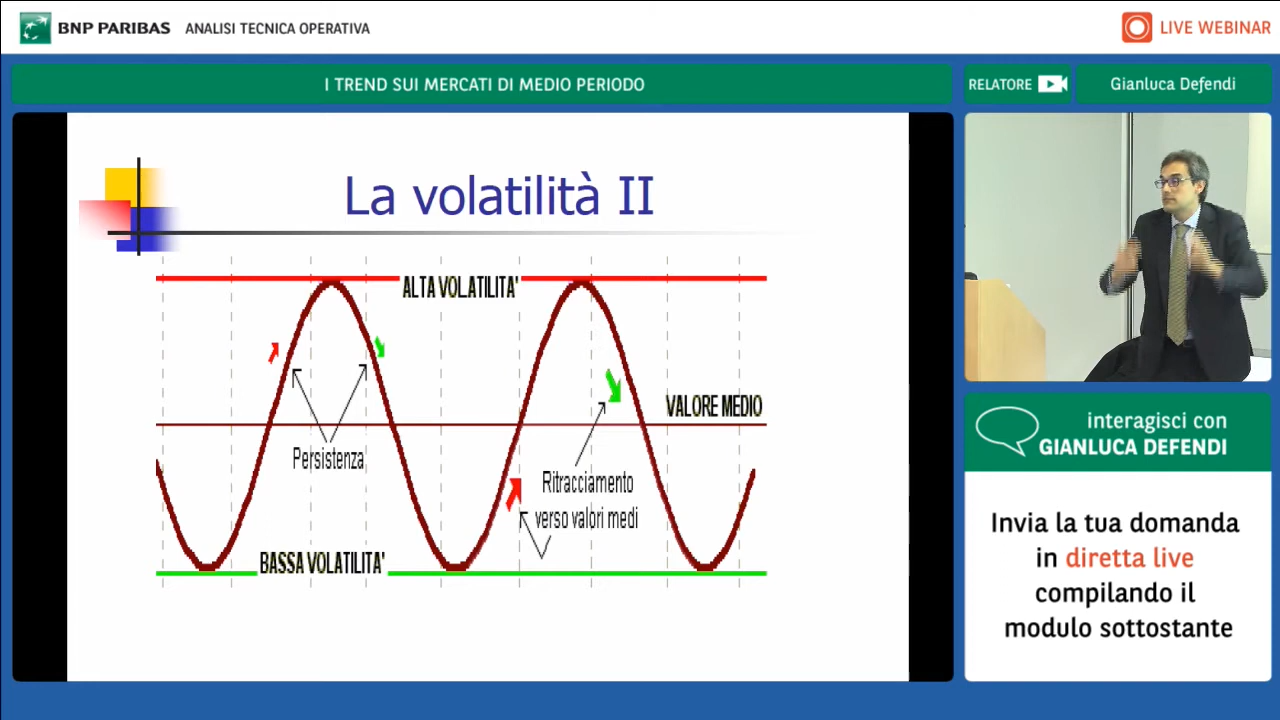 BNP PARIBAS ANALISI TECNICA OPERATIVA
LIVE WEBINAR
I TREND SUI MERCATI DI MEDIO PERIODO
RELATORE
Gianluca Defendi
La volatilità II
ALTA VOLATILITA'
VALORE MEDIO
Persistenza
Ritracciamento
verso valori medi
BASSA VOLATILITA'
interagisci con
GIANLUCA DEFENDI
Invia la tua domanda
in diretta live
compilando il
modulo sottostante